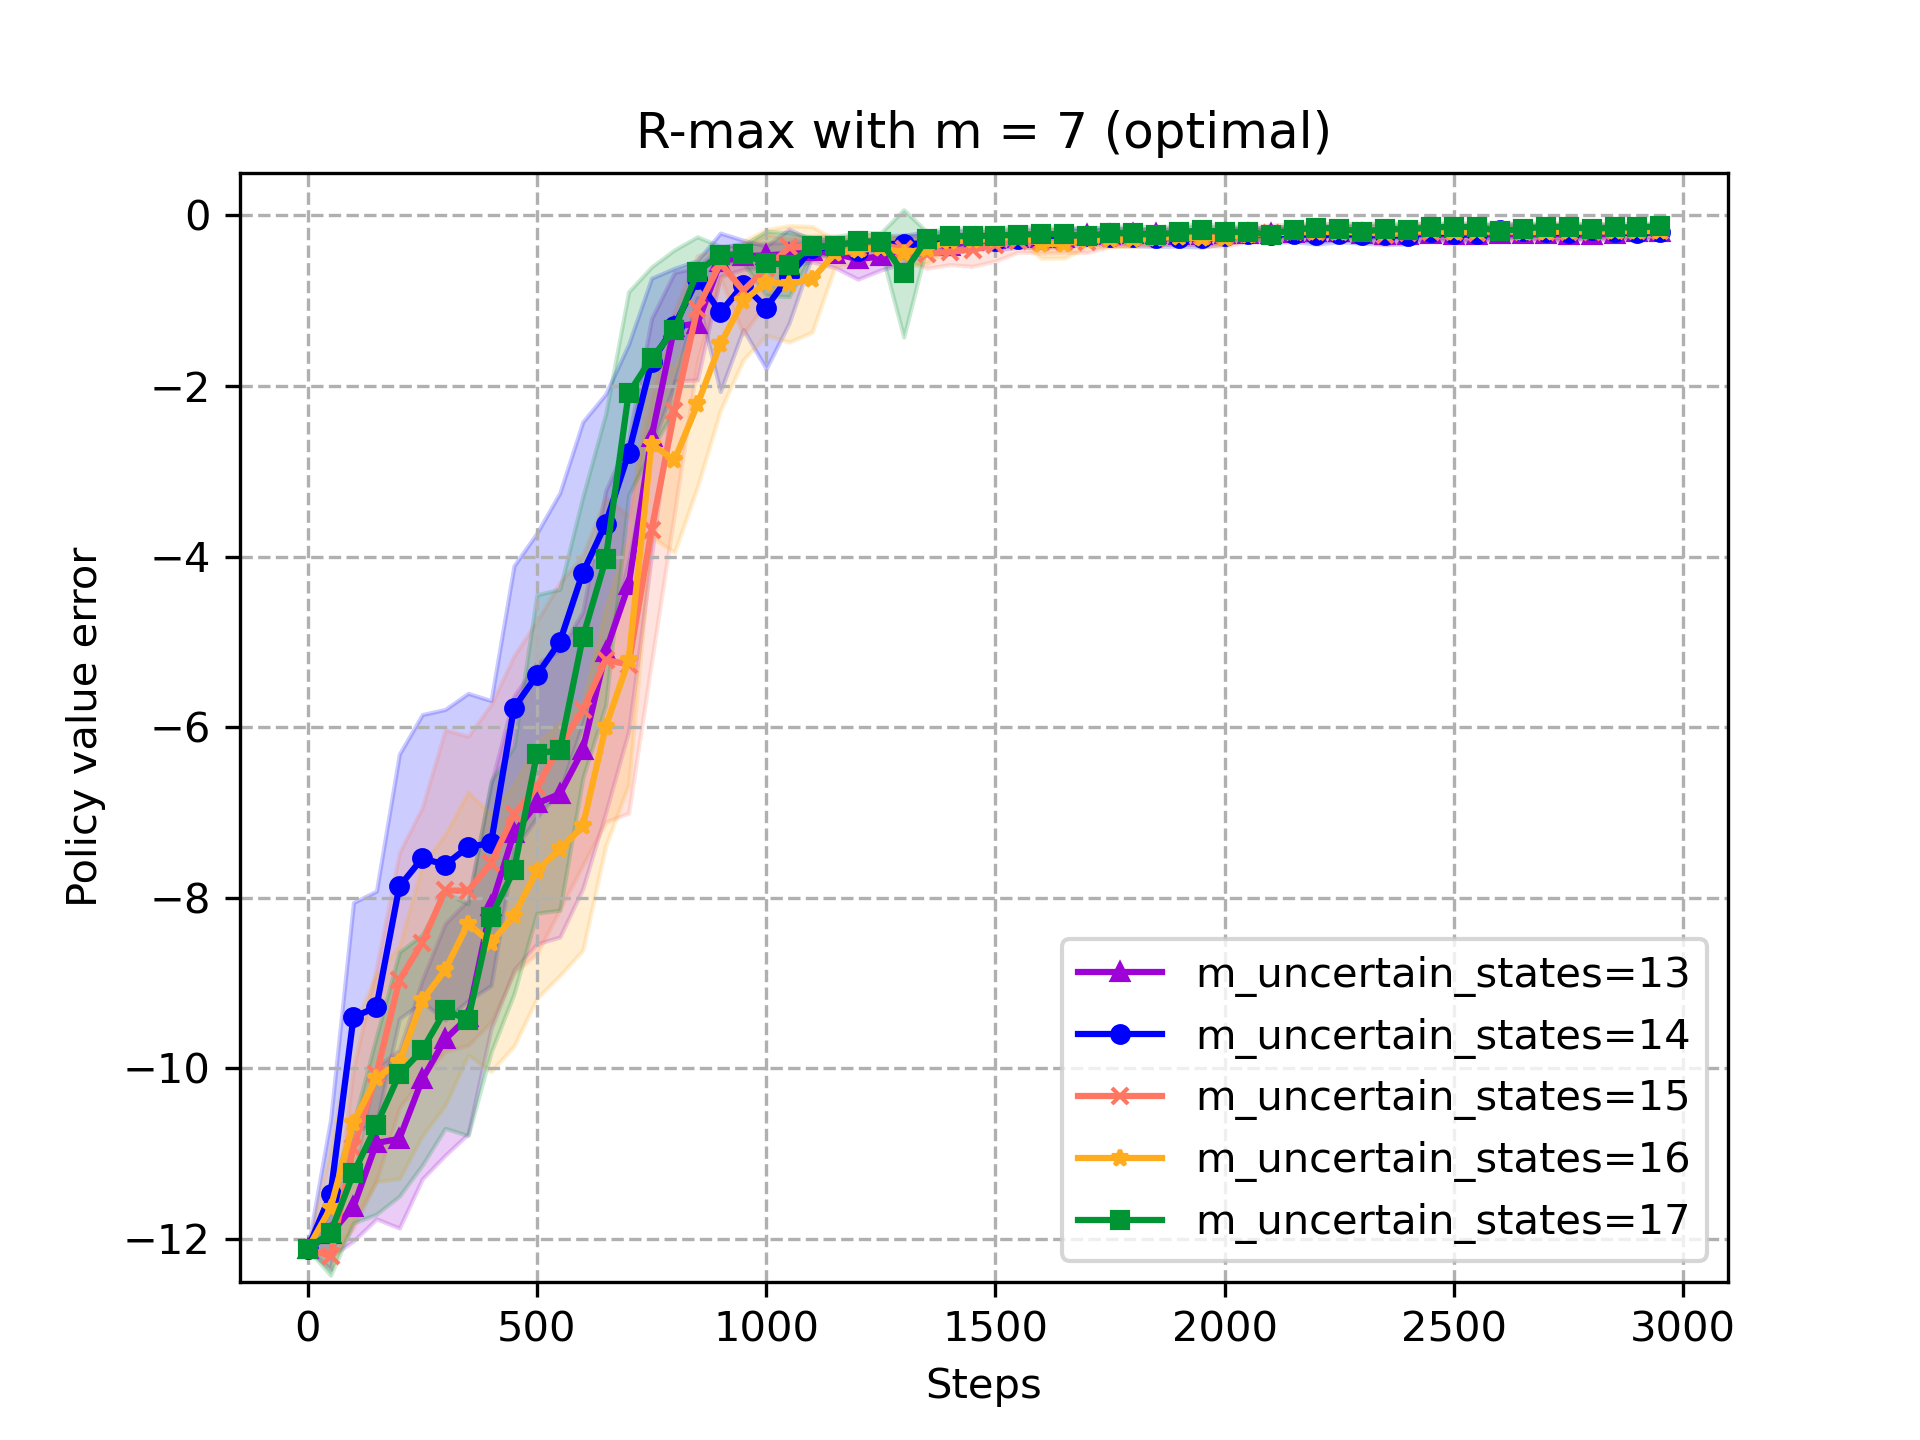 R-max with m = 7 (optimal)
Policy value error
0
−2
−4
−6
−8
−10
−12
m_uncertain_states=13
m_uncertain_states=14
m_uncertain_states=15
m_uncertain_states=16
m_uncertain_states=17
0 500 1000 1500 2000 2500 3000
Steps